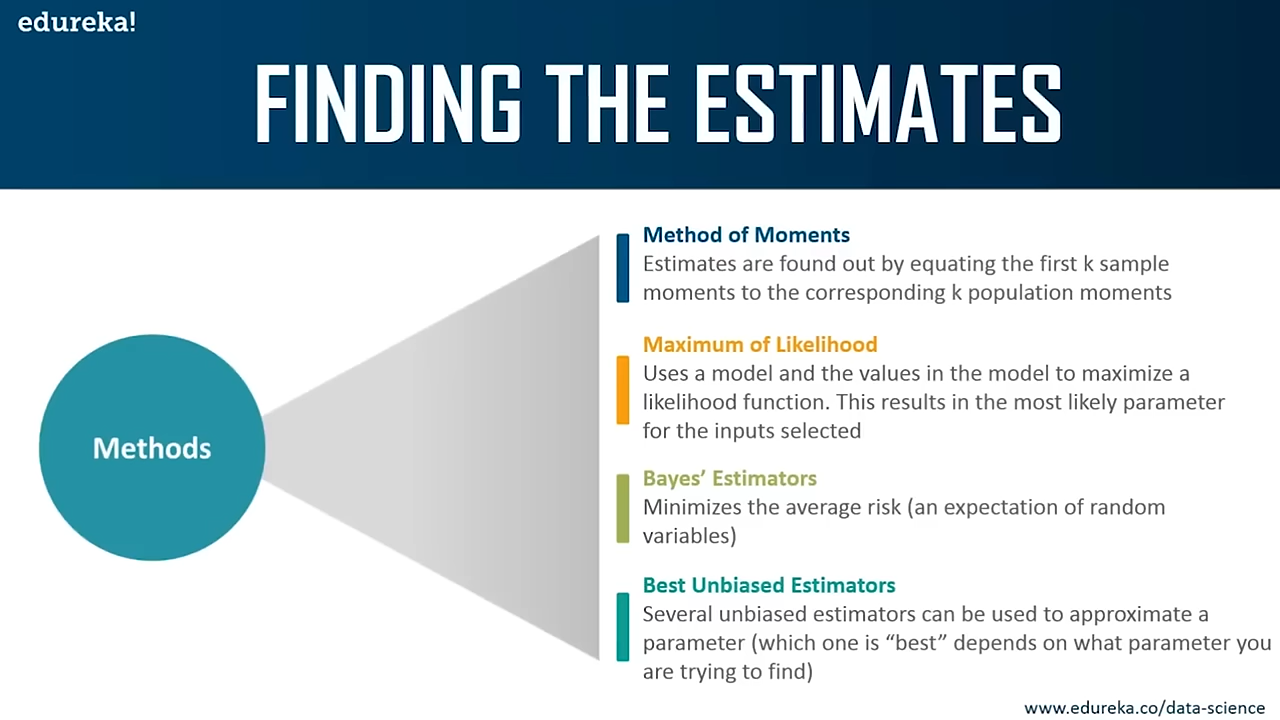 edureka!
FINDING THE ESTIMATES
Methods
Method of Moments
Estimates are found out by equating the first k sample
moments to the corresponding k population moments
Maximum of Likelihood
Uses a model and the values in the model to maximize a
likelihood function. This results in the most likely parameter
for the inputs selected
Bayes’ Estimators
Minimizes the average risk (an expectation of random
variables)
Best Unbiased Estimators
Several unbiased estimators can be used to approximate a
parameter (which one is “best” depends on what parameter you
are trying to find)
www.edureka.co/data-science